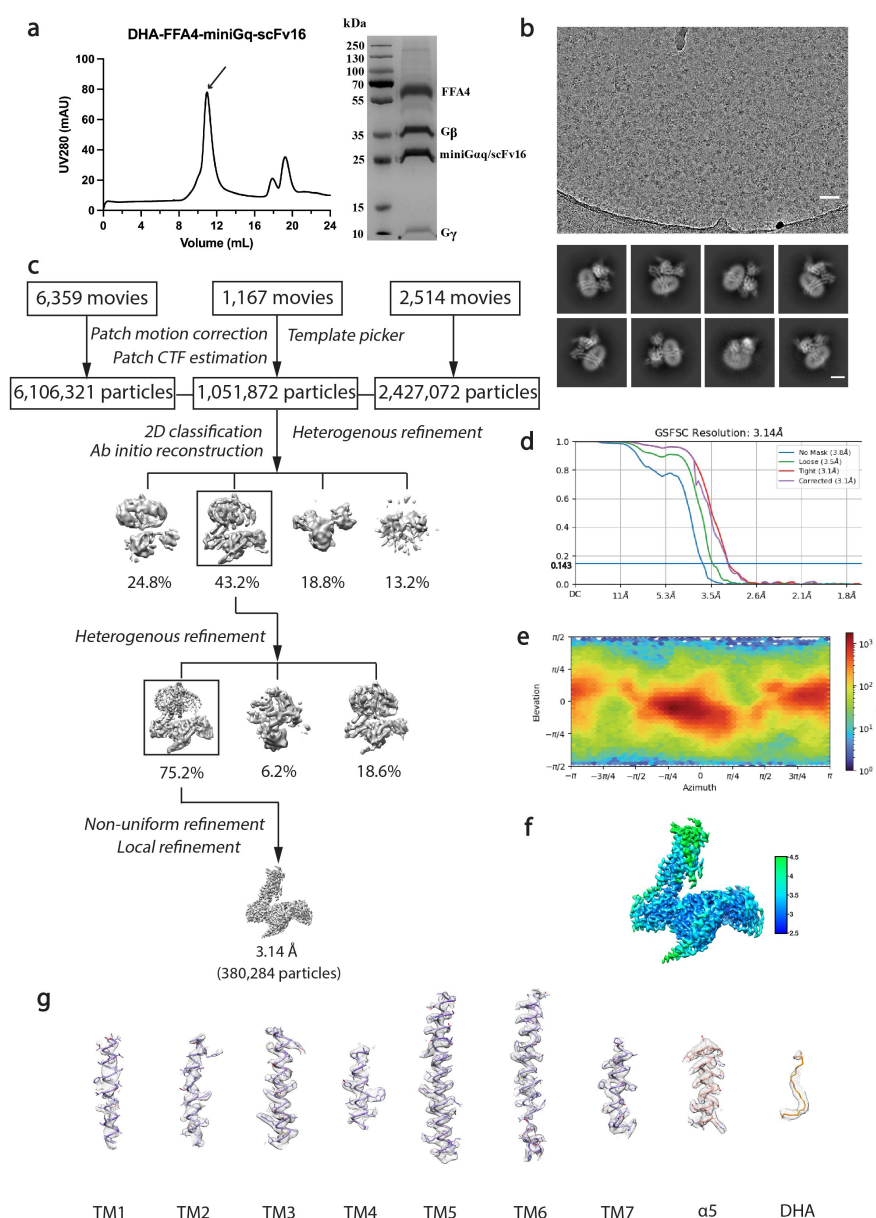 a
DHA-FFA4-miniGq-scFv16
100
80
60
40
20
0
UV280 (mAU)
0 4 8 12 16 20 24
Volume (mL)
kDa
250
130
100
70
55
35
25
15
10
FFA4
Gβ
miniGαq/scFv16
Gγ
b
c
6,359 movies 1,167 movies 2,514 movies
Patch motion correction Template picker
Patch CTF estimation
6,106,321 particles 1,051,872 particles 2,427,072 particles
2D classification Heterogenous refinement
Ab initio reconstruction
24.8% 43.2% 18.8% 13.2%
Heterogenous refinement
75.2% 6.2% 18.6%
Non-uniform refinement
Local refinement
3.14 Å
(380,284 particles)
d
GSFSC Resolution: 3.14Å
1.0
0.8
0.6
0.4
0.2
0.143
0.0
No Mask (3.8Å)
Loose (3.5Å)
Tight (3.1Å)
Corrected (3.1Å)
DC 11Å 5.3Å 3.5Å 2.6Å 2.1Å 1.8Å
e
π/2
π/4
0
−π/4
−π/2
Elevation
−π −3π/4 −π/2 −π/4 0 π/4 π/2 3π/4 π
Azimuth
10³
10²
10¹
10⁰
f
4.5
4
3.5
3
2.5
g
TM1 TM2 TM3 TM4 TM5 TM6 TM7 α5 DHA